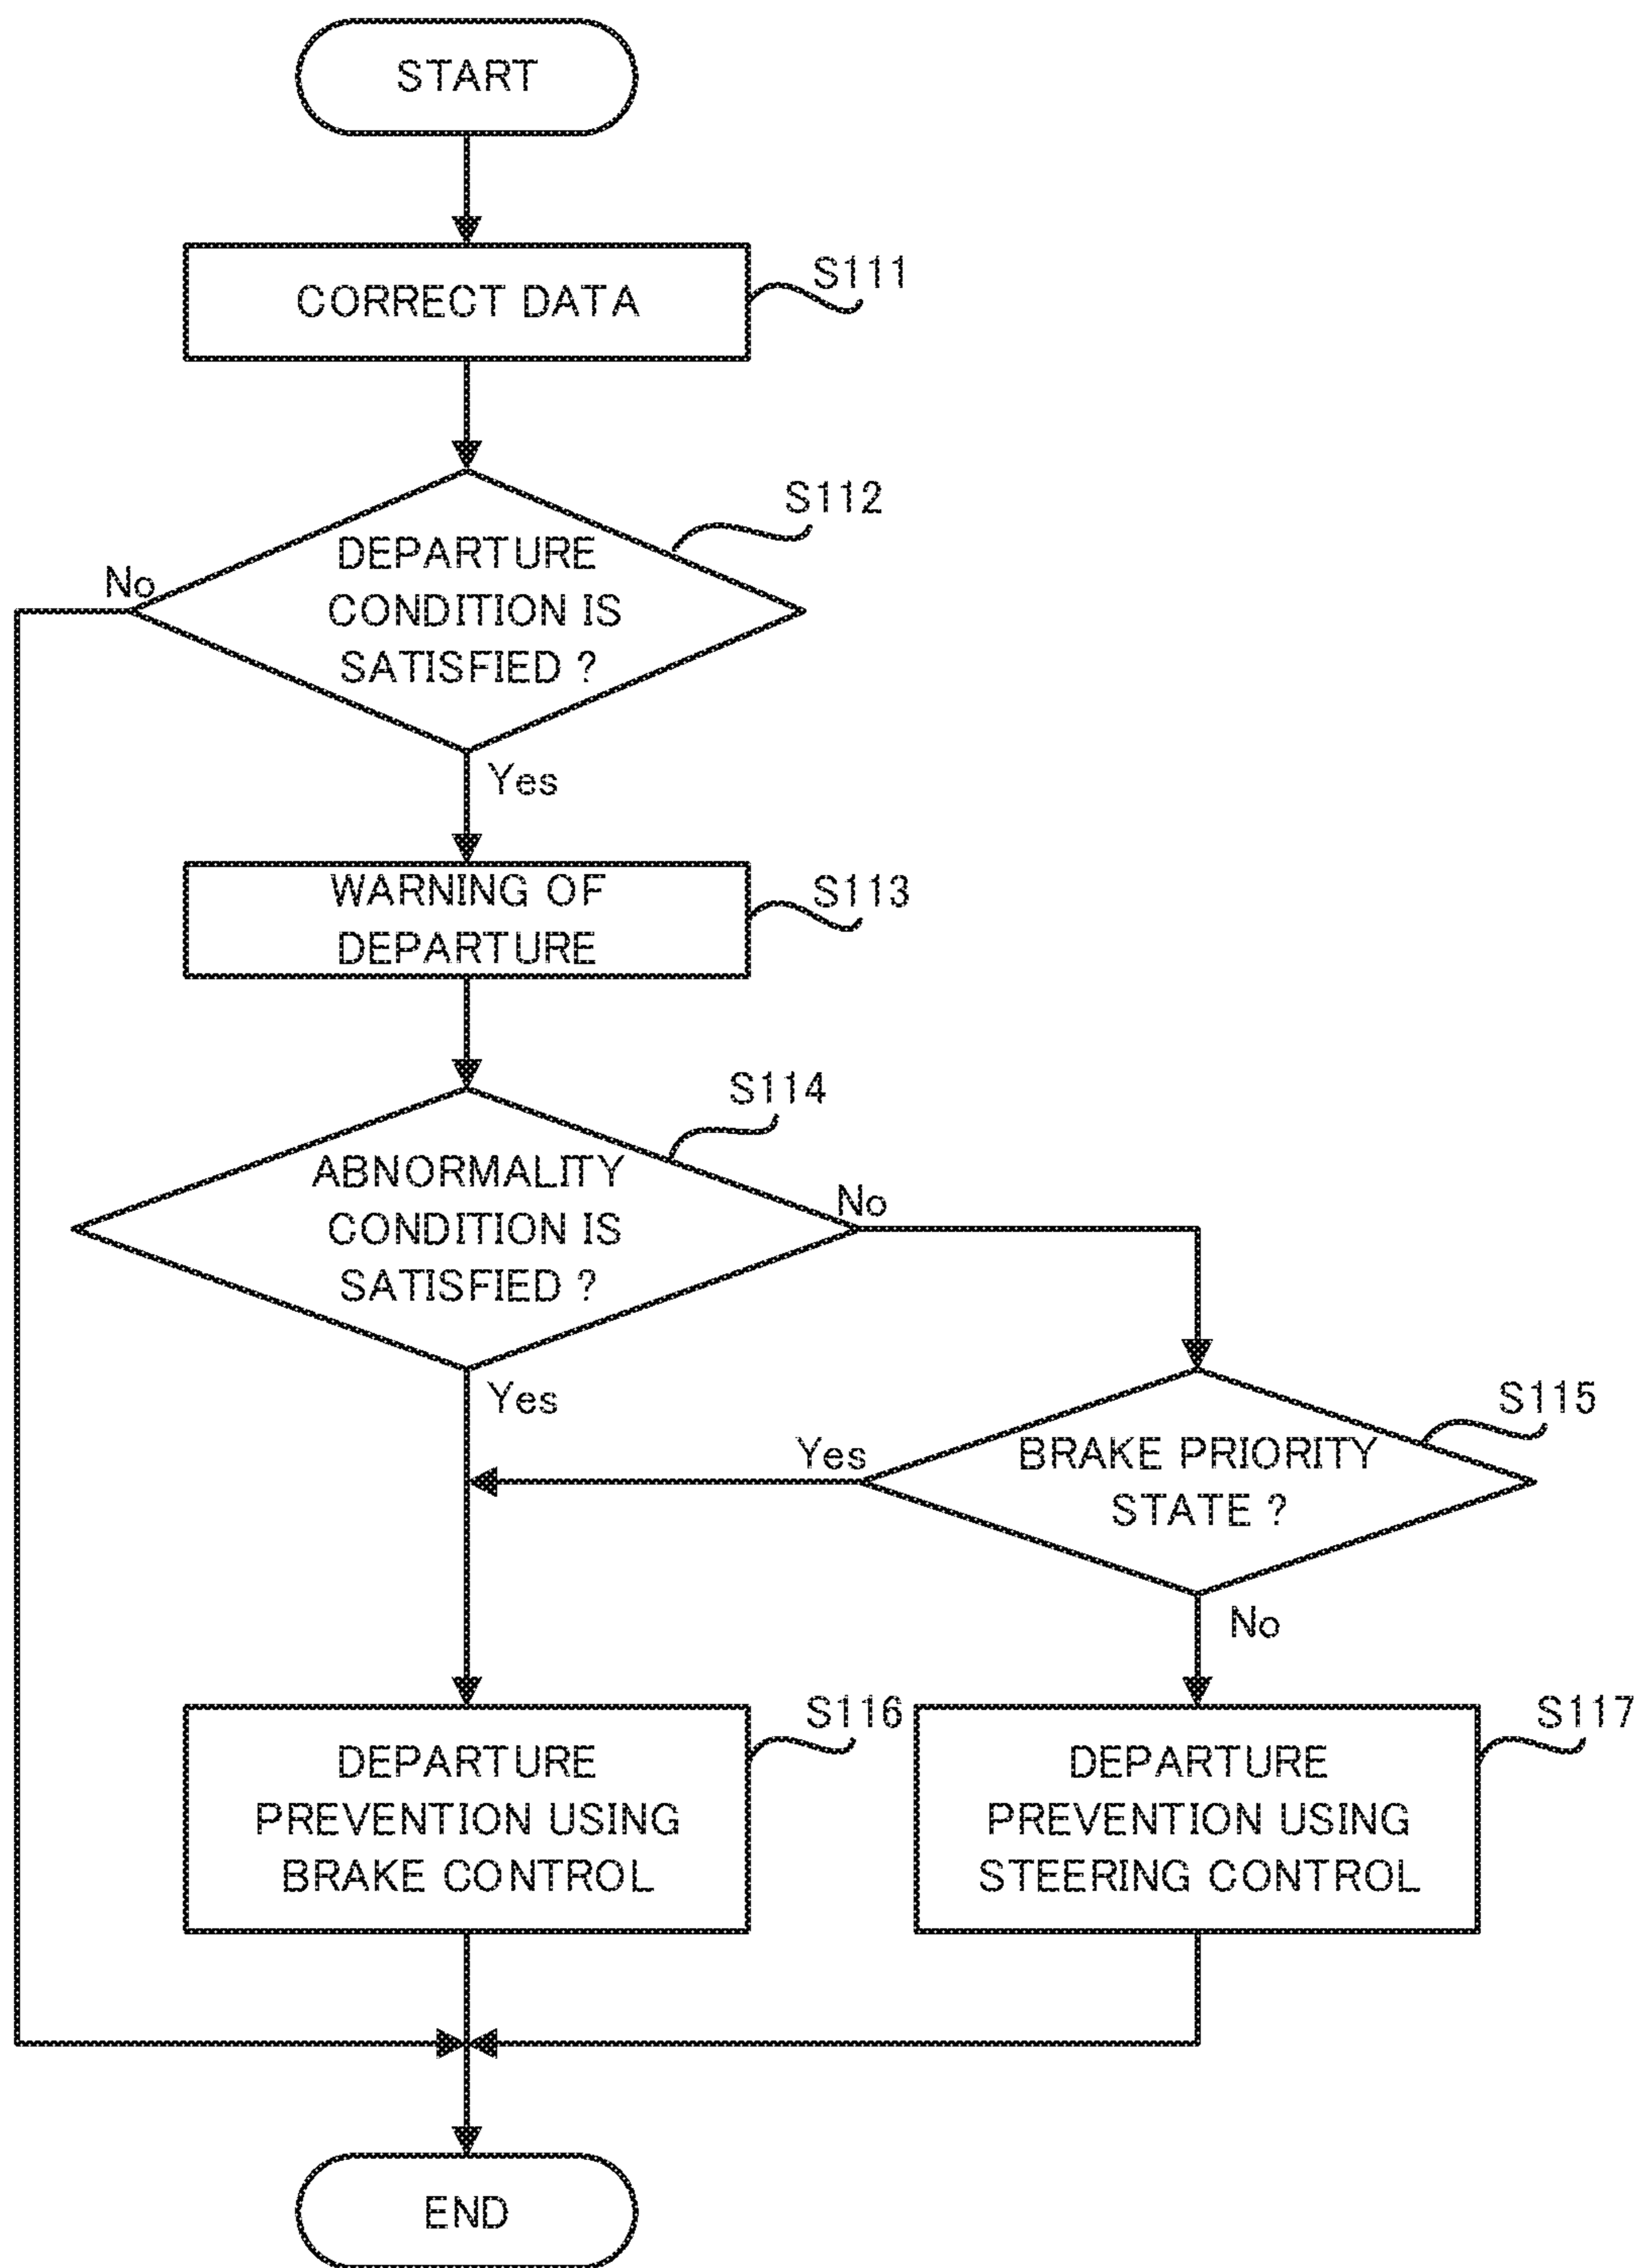 START
CORRECT DATA
S111
S112
DEPARTURE
CONDITION IS
SATISFIED ?
No
Yes
WARNING OF
DEPARTURE
S113
S114
ABNORMALITY
CONDITION IS
SATISFIED ?
No
Yes
S115
BRAKE PRIORITY
STATE ?
Yes
No
S116
DEPARTURE
PREVENTION USING
BRAKE CONTROL
S117
DEPARTURE
PREVENTION USING
STEERING CONTROL
END